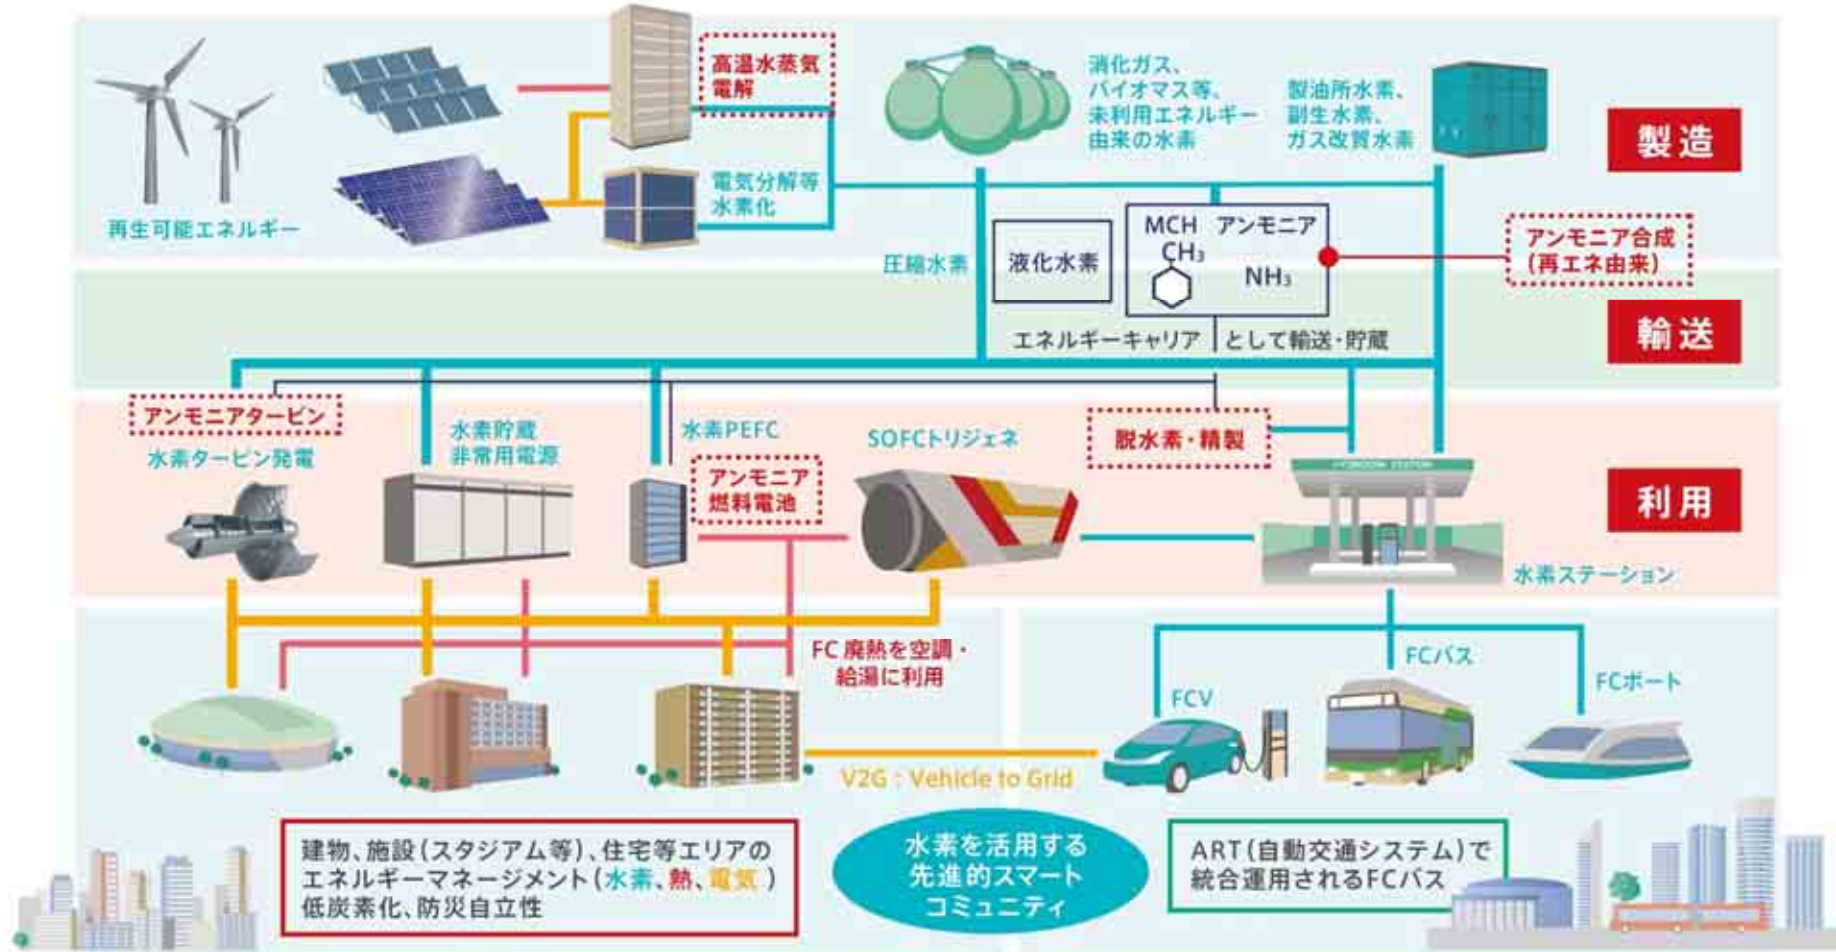 高温水蒸気
電解
消化ガス、
バイオマス等、
未利用エネルギー
由来の水素
製油所水素、
副生水素、
ガス改質水素
製造
電気分解等
水素化
再生可能エネルギー
圧縮水素
液化水素
MCH
CH₃
アンモニア
NH₃
アンモニア合成
(再エネ由来)
輸送
エネルギーキャリア
として輸送・貯蔵
アンモニアタービン
水素タービン発電
水素貯蔵
非常用電源
水素PEFC
アンモニア
燃料電池
SOFCトリジェネ
脱水素・精製
HYDROGEN STATION
利用
水素ステーション
FC 廃熱を空調・
給湯に利用
FCV
FCバス
FCボート
V2G : Vehicle to Grid
建物、施設(スタジアム等)、住宅等エリアの
エネルギーマネージメント(水素、熱、電気)
低炭素化、防災自立性
水素を活用する
先進的スマート
コミュニティ
ART(自動交通システム)で
統合運用されるFCバス